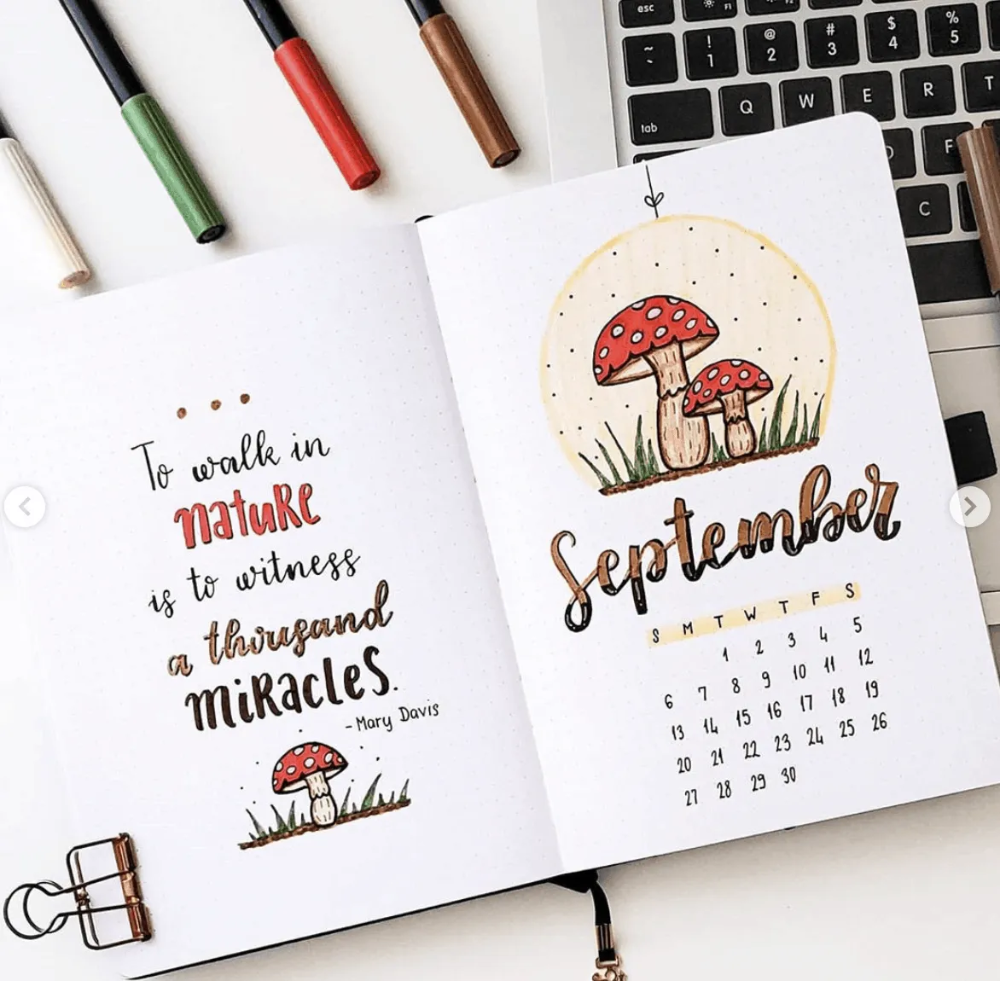 To walk in
nature
is to witness
a thousand
miracles.
- Mary Davis
September
S M T W T F S
1 2 3 4 5
6 7 8 9 10 11 12
13 14 15 16 17 18 19
20 21 22 23 24 25 26
27 28 29 30
esc F1
~ ! @ # $ %
` 1 2 3 4 5
tab Q W E R T
D F
C